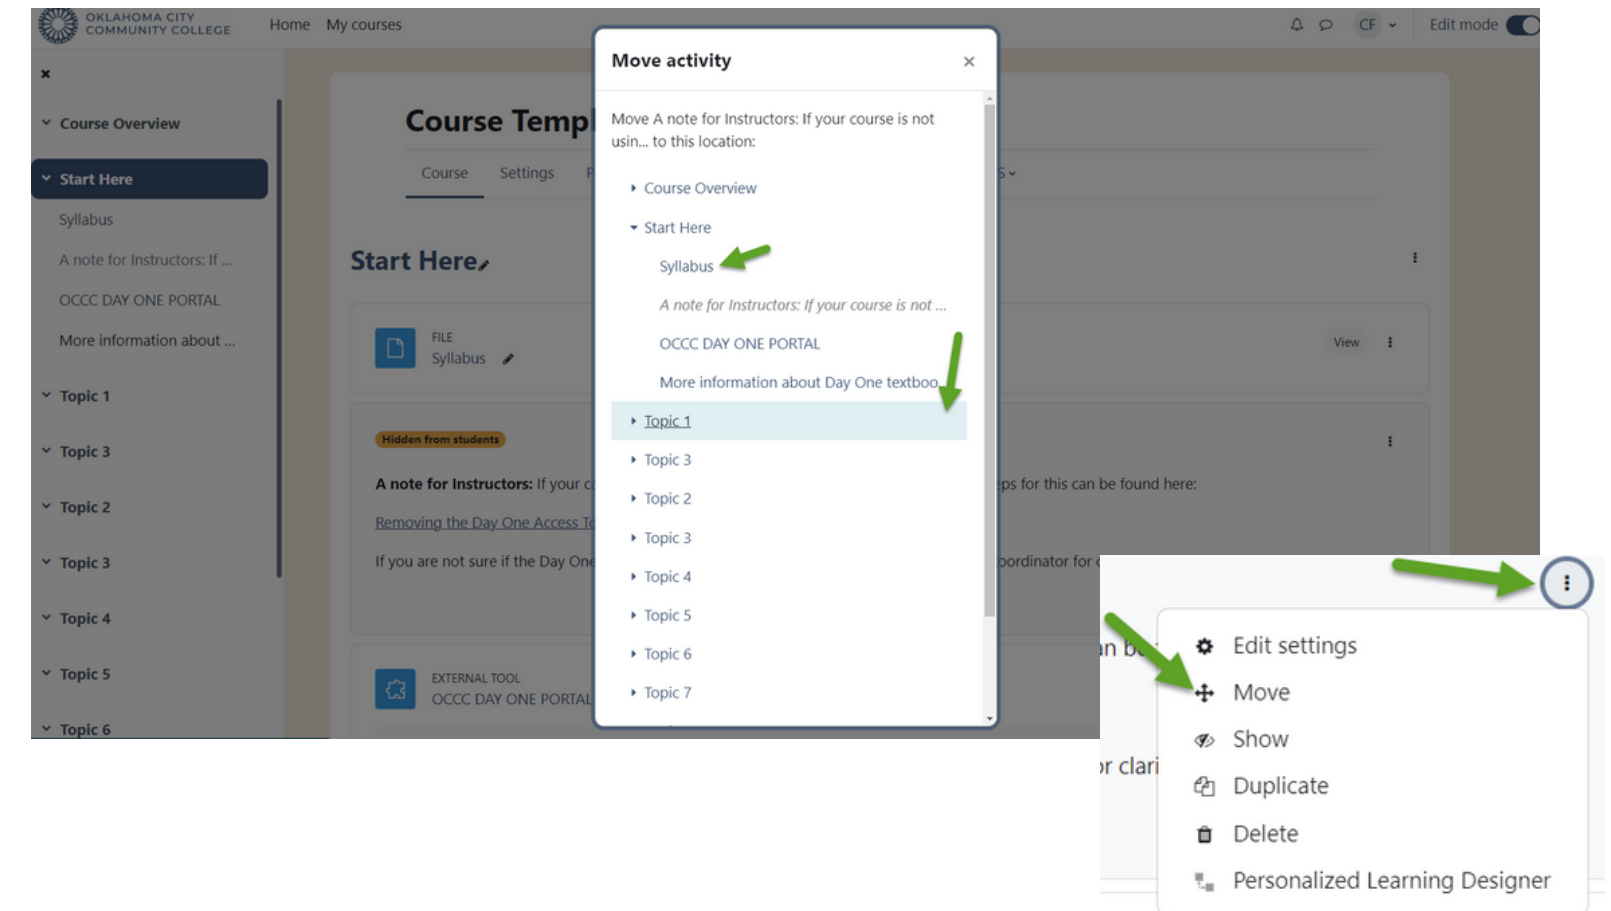 OKLAHOMA CITY
COMMUNITY COLLEGE
Home
My courses
CF
Edit mode
Course Overview
Start Here
Syllabus
A note for Instructors: If ...
OCCC DAY ONE PORTAL
More information about ...
Topic 1
Topic 3
Topic 2
Topic 3
Topic 4
Topic 5
Topic 6
Course Temp
Course
Settings
P
S
Start Here
FILE
Syllabus
View
Hidden from students
A note for Instructors: If your c
eps for this can be found here:
Removing the Day One Access To
If you are not sure if the Day One
oordinator for c
EXTERNAL TOOL
OCCC DAY ONE PORTAL
Move activity
Move A note for Instructors: If your course is not
usin... to this location:
Course Overview
Start Here
Syllabus
A note for Instructors: If your course is not ...
OCCC DAY ONE PORTAL
More information about Day One textboo
Topic 1
Topic 3
Topic 2
Topic 3
Topic 4
Topic 5
Topic 6
Topic 7
an b
or clari
Edit settings
Move
Show
Duplicate
Delete
Personalized Learning Designer